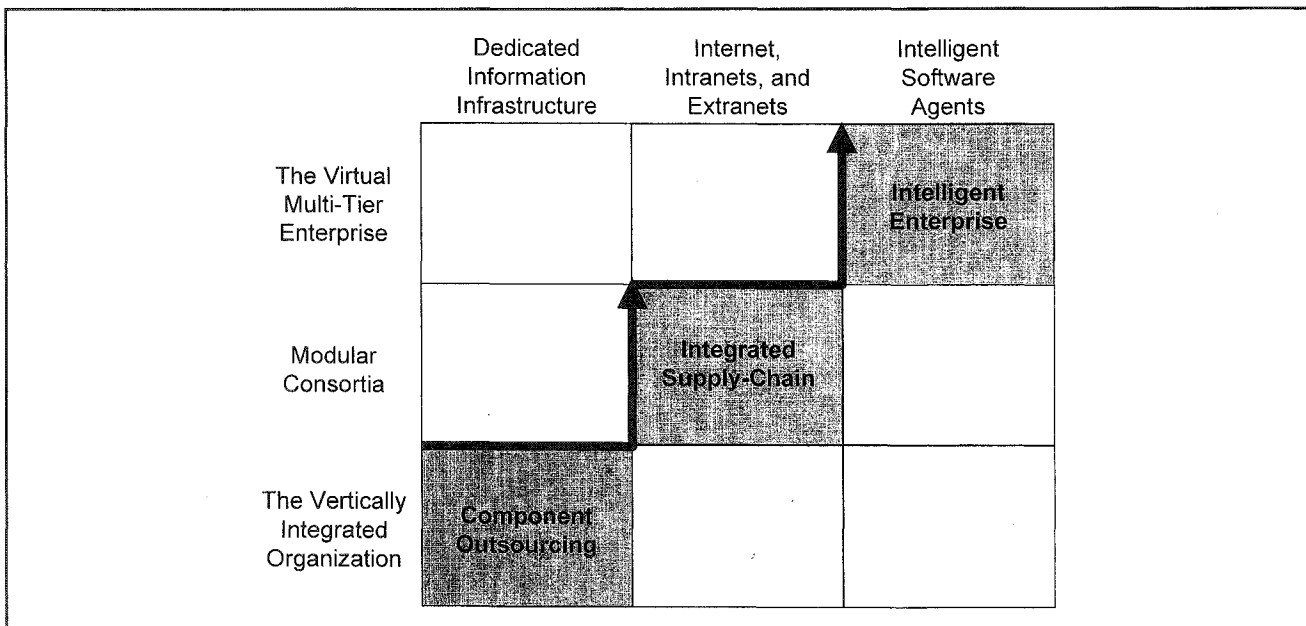 Dedicated
Information
Infrastructure
Internet,
Intranets, and
Extranets
Intelligent
Software
Agents
The Virtual
Multi-Tier
Enterprise
Intelligent
Enterprise
Modular
Consortia
Integrated
Supply-Chain
The Vertically
Integrated
Organization
Component
Outsourcing